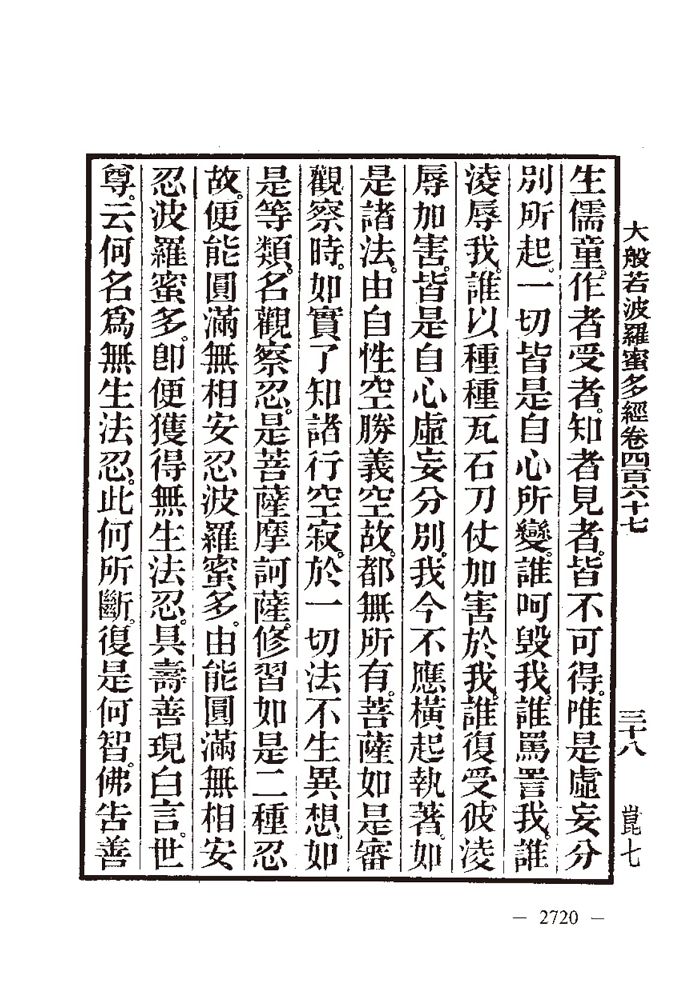 大般若波羅蜜多經卷四百六十七 三十八 崑七
生儒童。作者受者。知者見者。皆不可得。唯是虛妄分
別所起。一切皆是自心所變。誰呵毀我。誰罵詈我。誰
淩辱我。誰以種種瓦石刀仗加害於我。誰復受彼淩
辱加害。皆是自心虛妄分別。我今不應橫起執著。如
是諸法。由自性空勝義空故。都無所有。菩薩如是審
觀察時。如實了知諸行空寂。於一切法不生異想。如
是等類。名觀察忍。是菩薩摩訶薩。修習如是二種忍
故。便能圓滿無相安忍波羅蜜多。由能圓滿無相安
忍波羅蜜多。卽便獲得無生法忍。具壽善現白言。世
尊。云何名爲無生法忍。此何所斷。復是何智。佛告善
— 2720 —